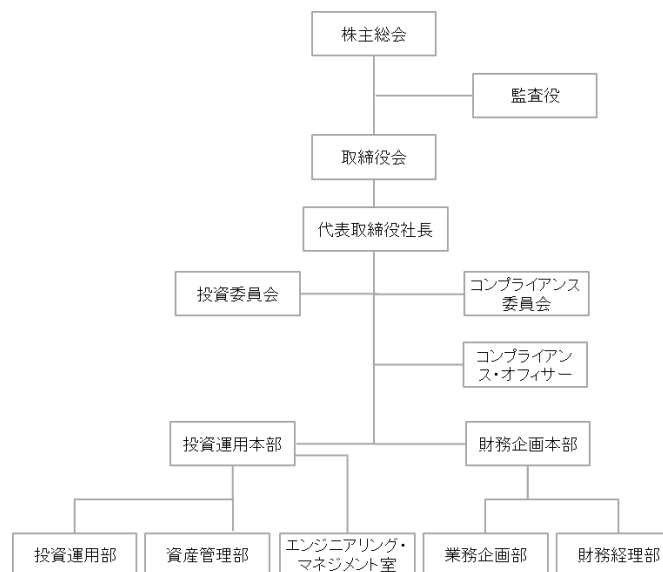 株主総会
監査役
取締役会
代表取締役社長
投資委員会
コンプライアンス
委員会
コンプライアン
ス・オフィサー
投資運用本部
財務企画本部
投資運用部
資産管理部
エンジニアリング・
マネジメント室
業務企画部
財務経理部